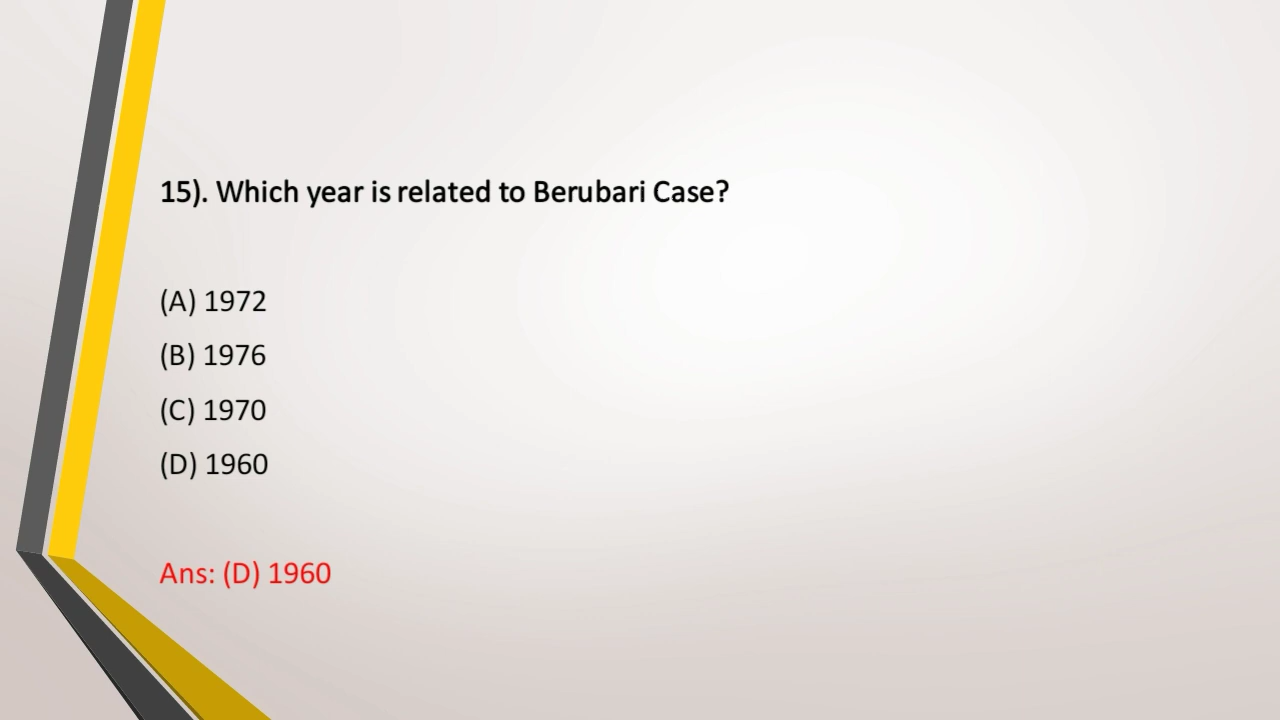 15). Which year is related to Berubari Case?
(A) 1972
(B) 1976
(C) 1970
(D) 1960
Ans: (D) 1960